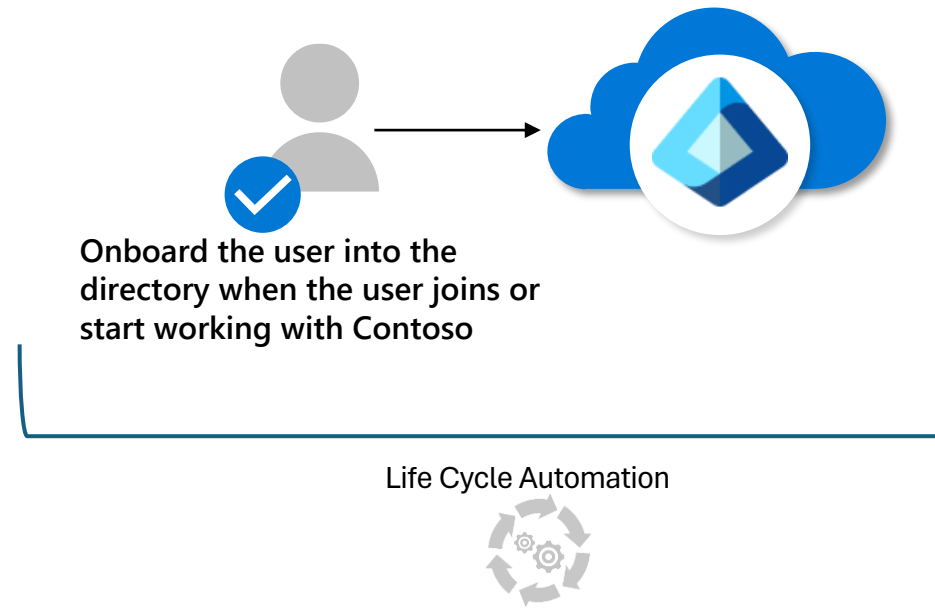 Onboard the user into the
directory when the user joins or
start working with Contoso
Life Cycle Automation